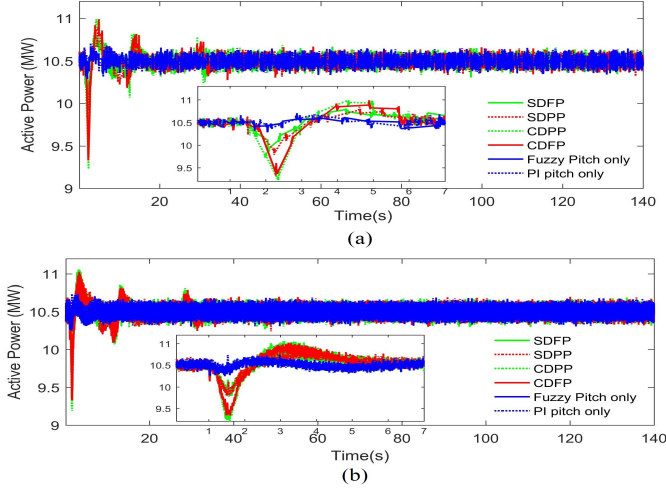 11
10.5
10
9.5
9
Active Power (MW)
11
10.5
10
9.5
1 2 3 4 5 6 7
SDFP
SDPP
CDPP
CDFP
Fuzzy Pitch only
PI pitch only
20 40 60 80 100 120 140
Time(s)
(a)
11
10.5
10
9.5
9
Active Power (MW)
11
10.5
10
9.5
1 2 3 4 5 6 7
SDFP
SDPP
CDPP
CDFP
Fuzzy Pitch only
PI pitch only
20 40 60 80 100 120 140
Time(s)
(b)